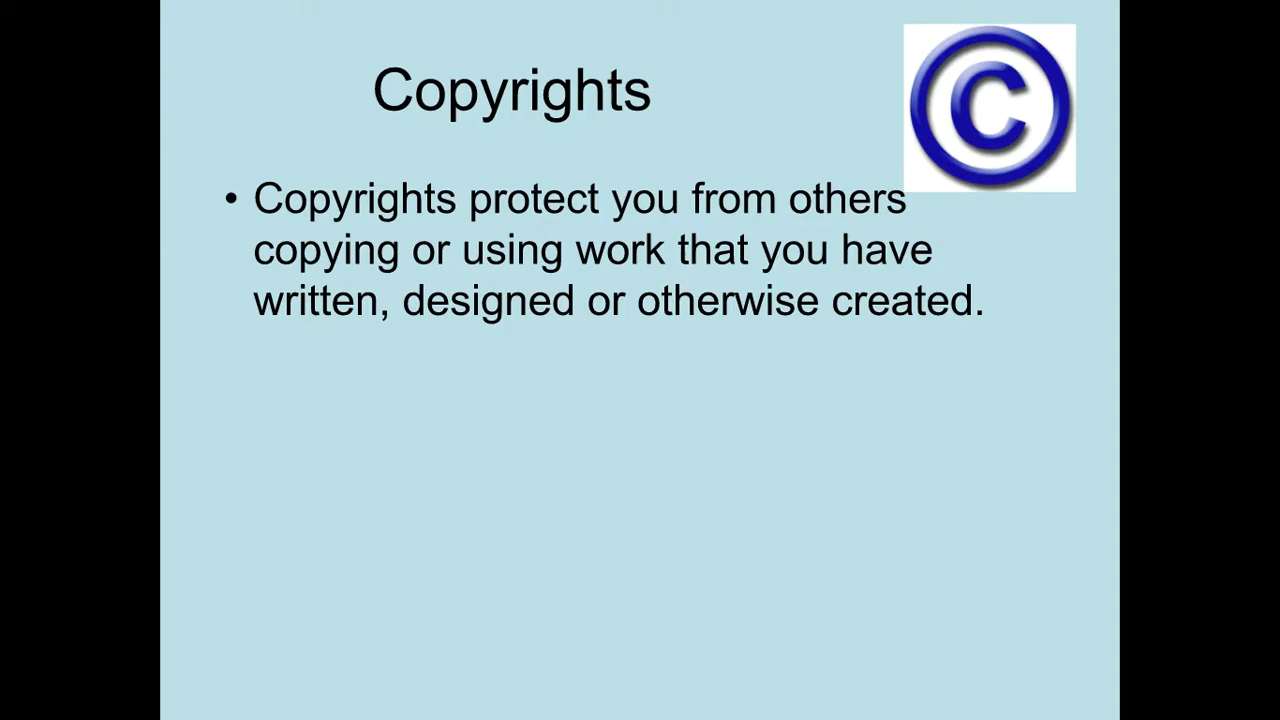 Copyrights
• Copyrights protect you from others
copying or using work that you have
written, designed or otherwise created.
©